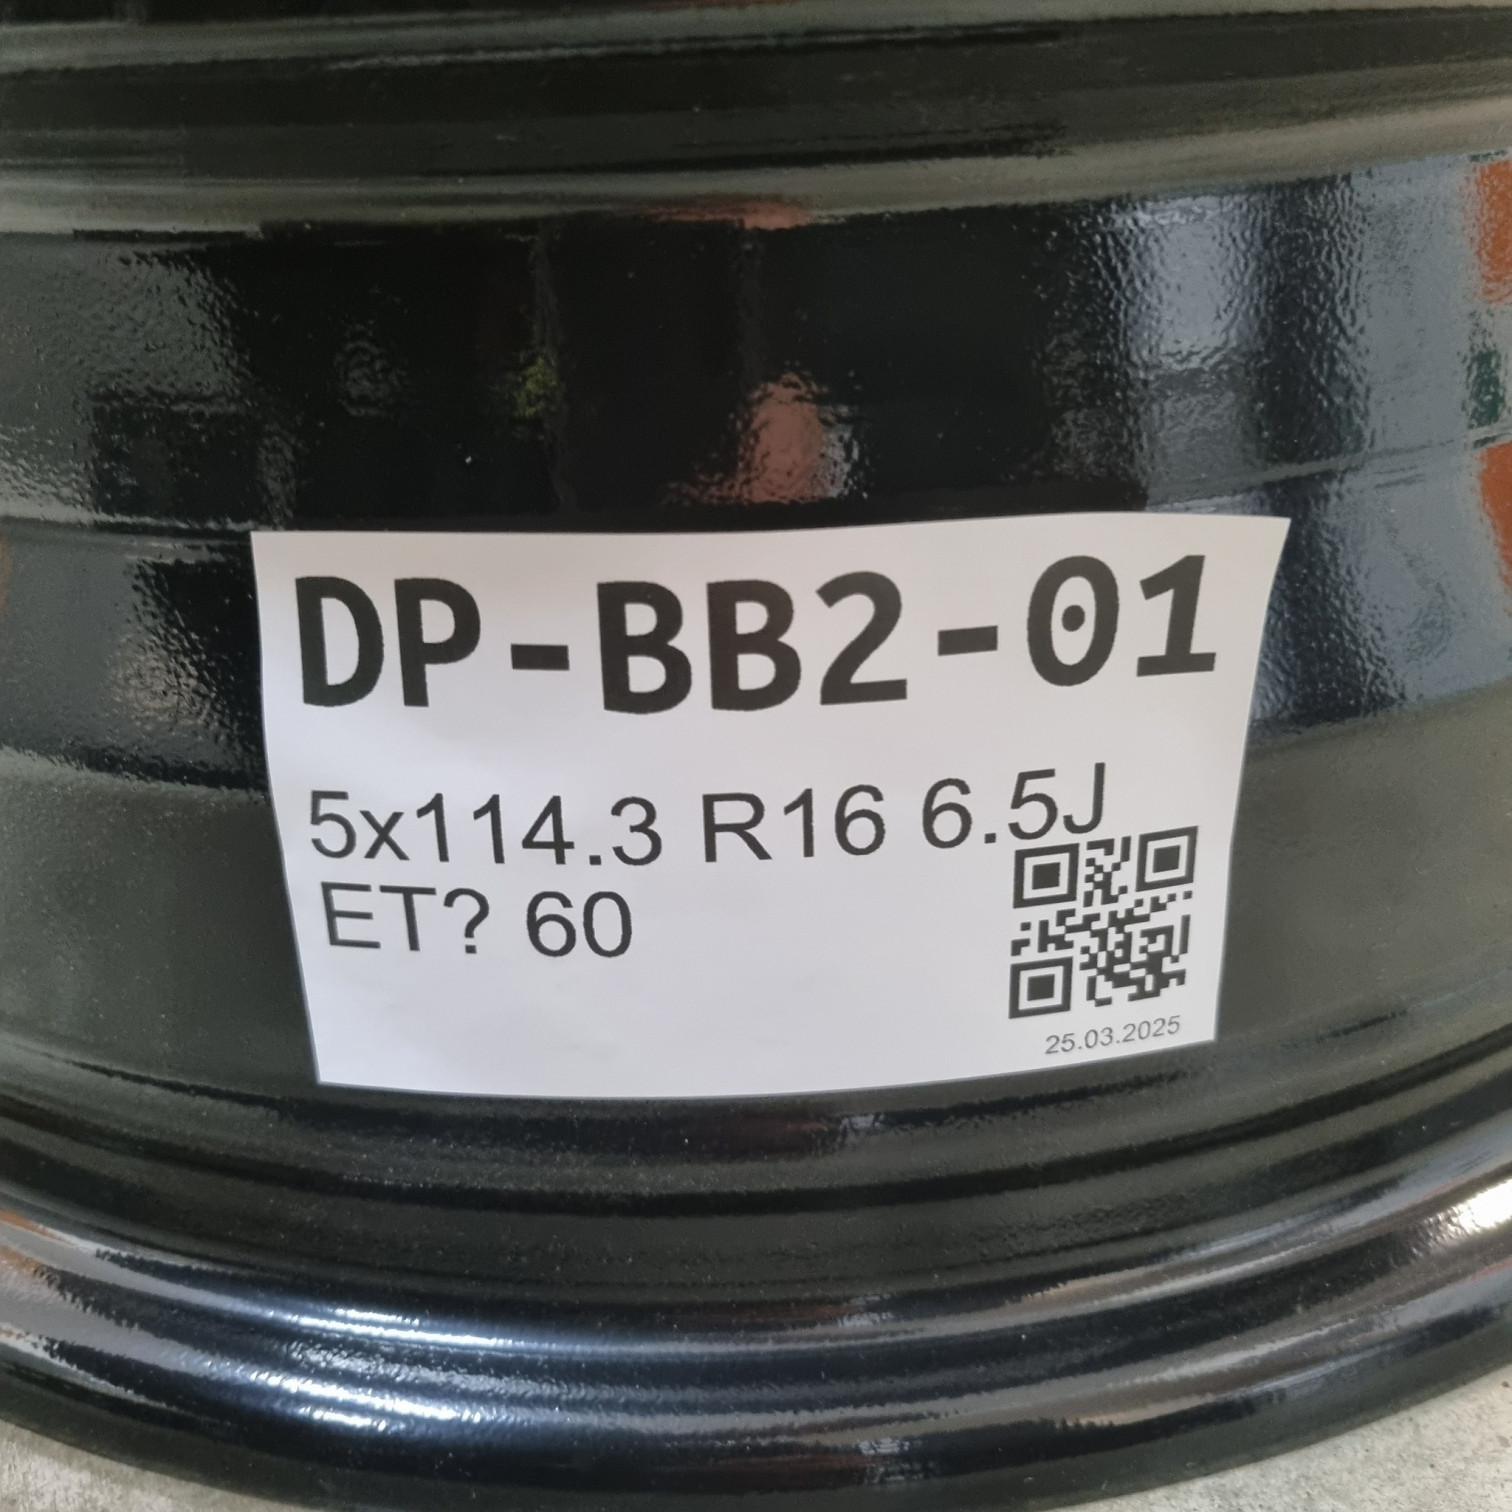 DP-BB2-01
5x114.3 R16 6.5J
ET? 60
25.03.2025